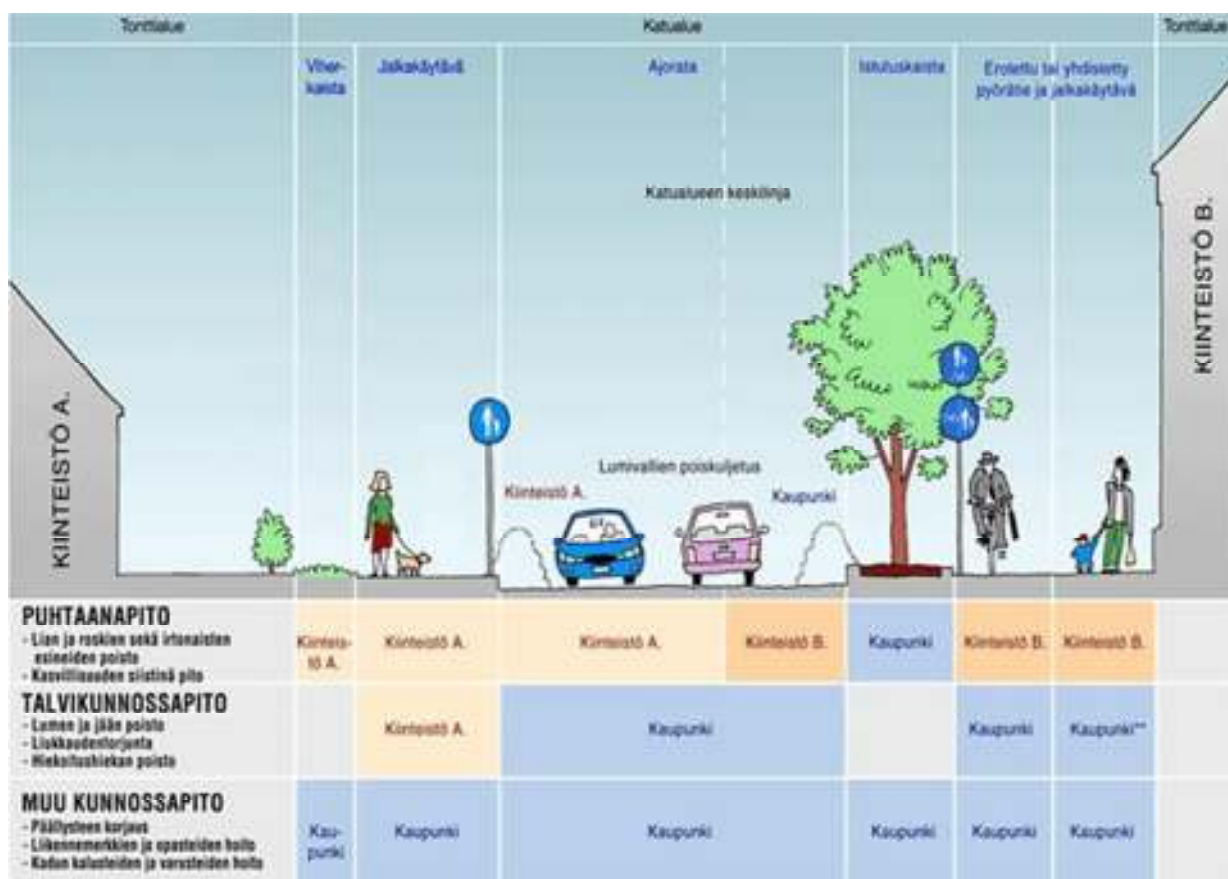 Tonttialue
Katualue
Tonttialue
Viher-
kaista
Jalkakäytävä
Ajorata
Istutuskaista
Erotettu tai yhdistetty
pyörätie ja jalkakäytävä
Katualueen keskilinja
KIINTEISTÖ A.
KIINTEISTÖ B.
Lumivallien poiskuljetus
Kiinteistö A.
Kaupunki
PUHTAANAPITO
- Lian ja roskien sekä irtonaisten
esineiden poisto
- Kasvillisuuden siistinä pito
Kiinteis-
tö A.
Kiinteistö A.
Kiinteistö A.
Kiinteistö B.
Kaupunki
Kiinteistö B.
Kiinteistö B.
TALVIKUNNOSSAPITO
- Lumen ja jään poisto
- Liukkaudentorjunta
- Hiekoitushiekan poisto
Kiinteistö A.
Kaupunki
Kaupunki
Kaupunki**
MUU KUNNOSSAPITO
- Päällysteen korjaus
- Liikennemerkkien ja opasteiden hoito
- Kadun kalusteiden ja varusteiden hoito
Kau-
punki
Kaupunki
Kaupunki
Kaupunki
Kaupunki
Kaupunki